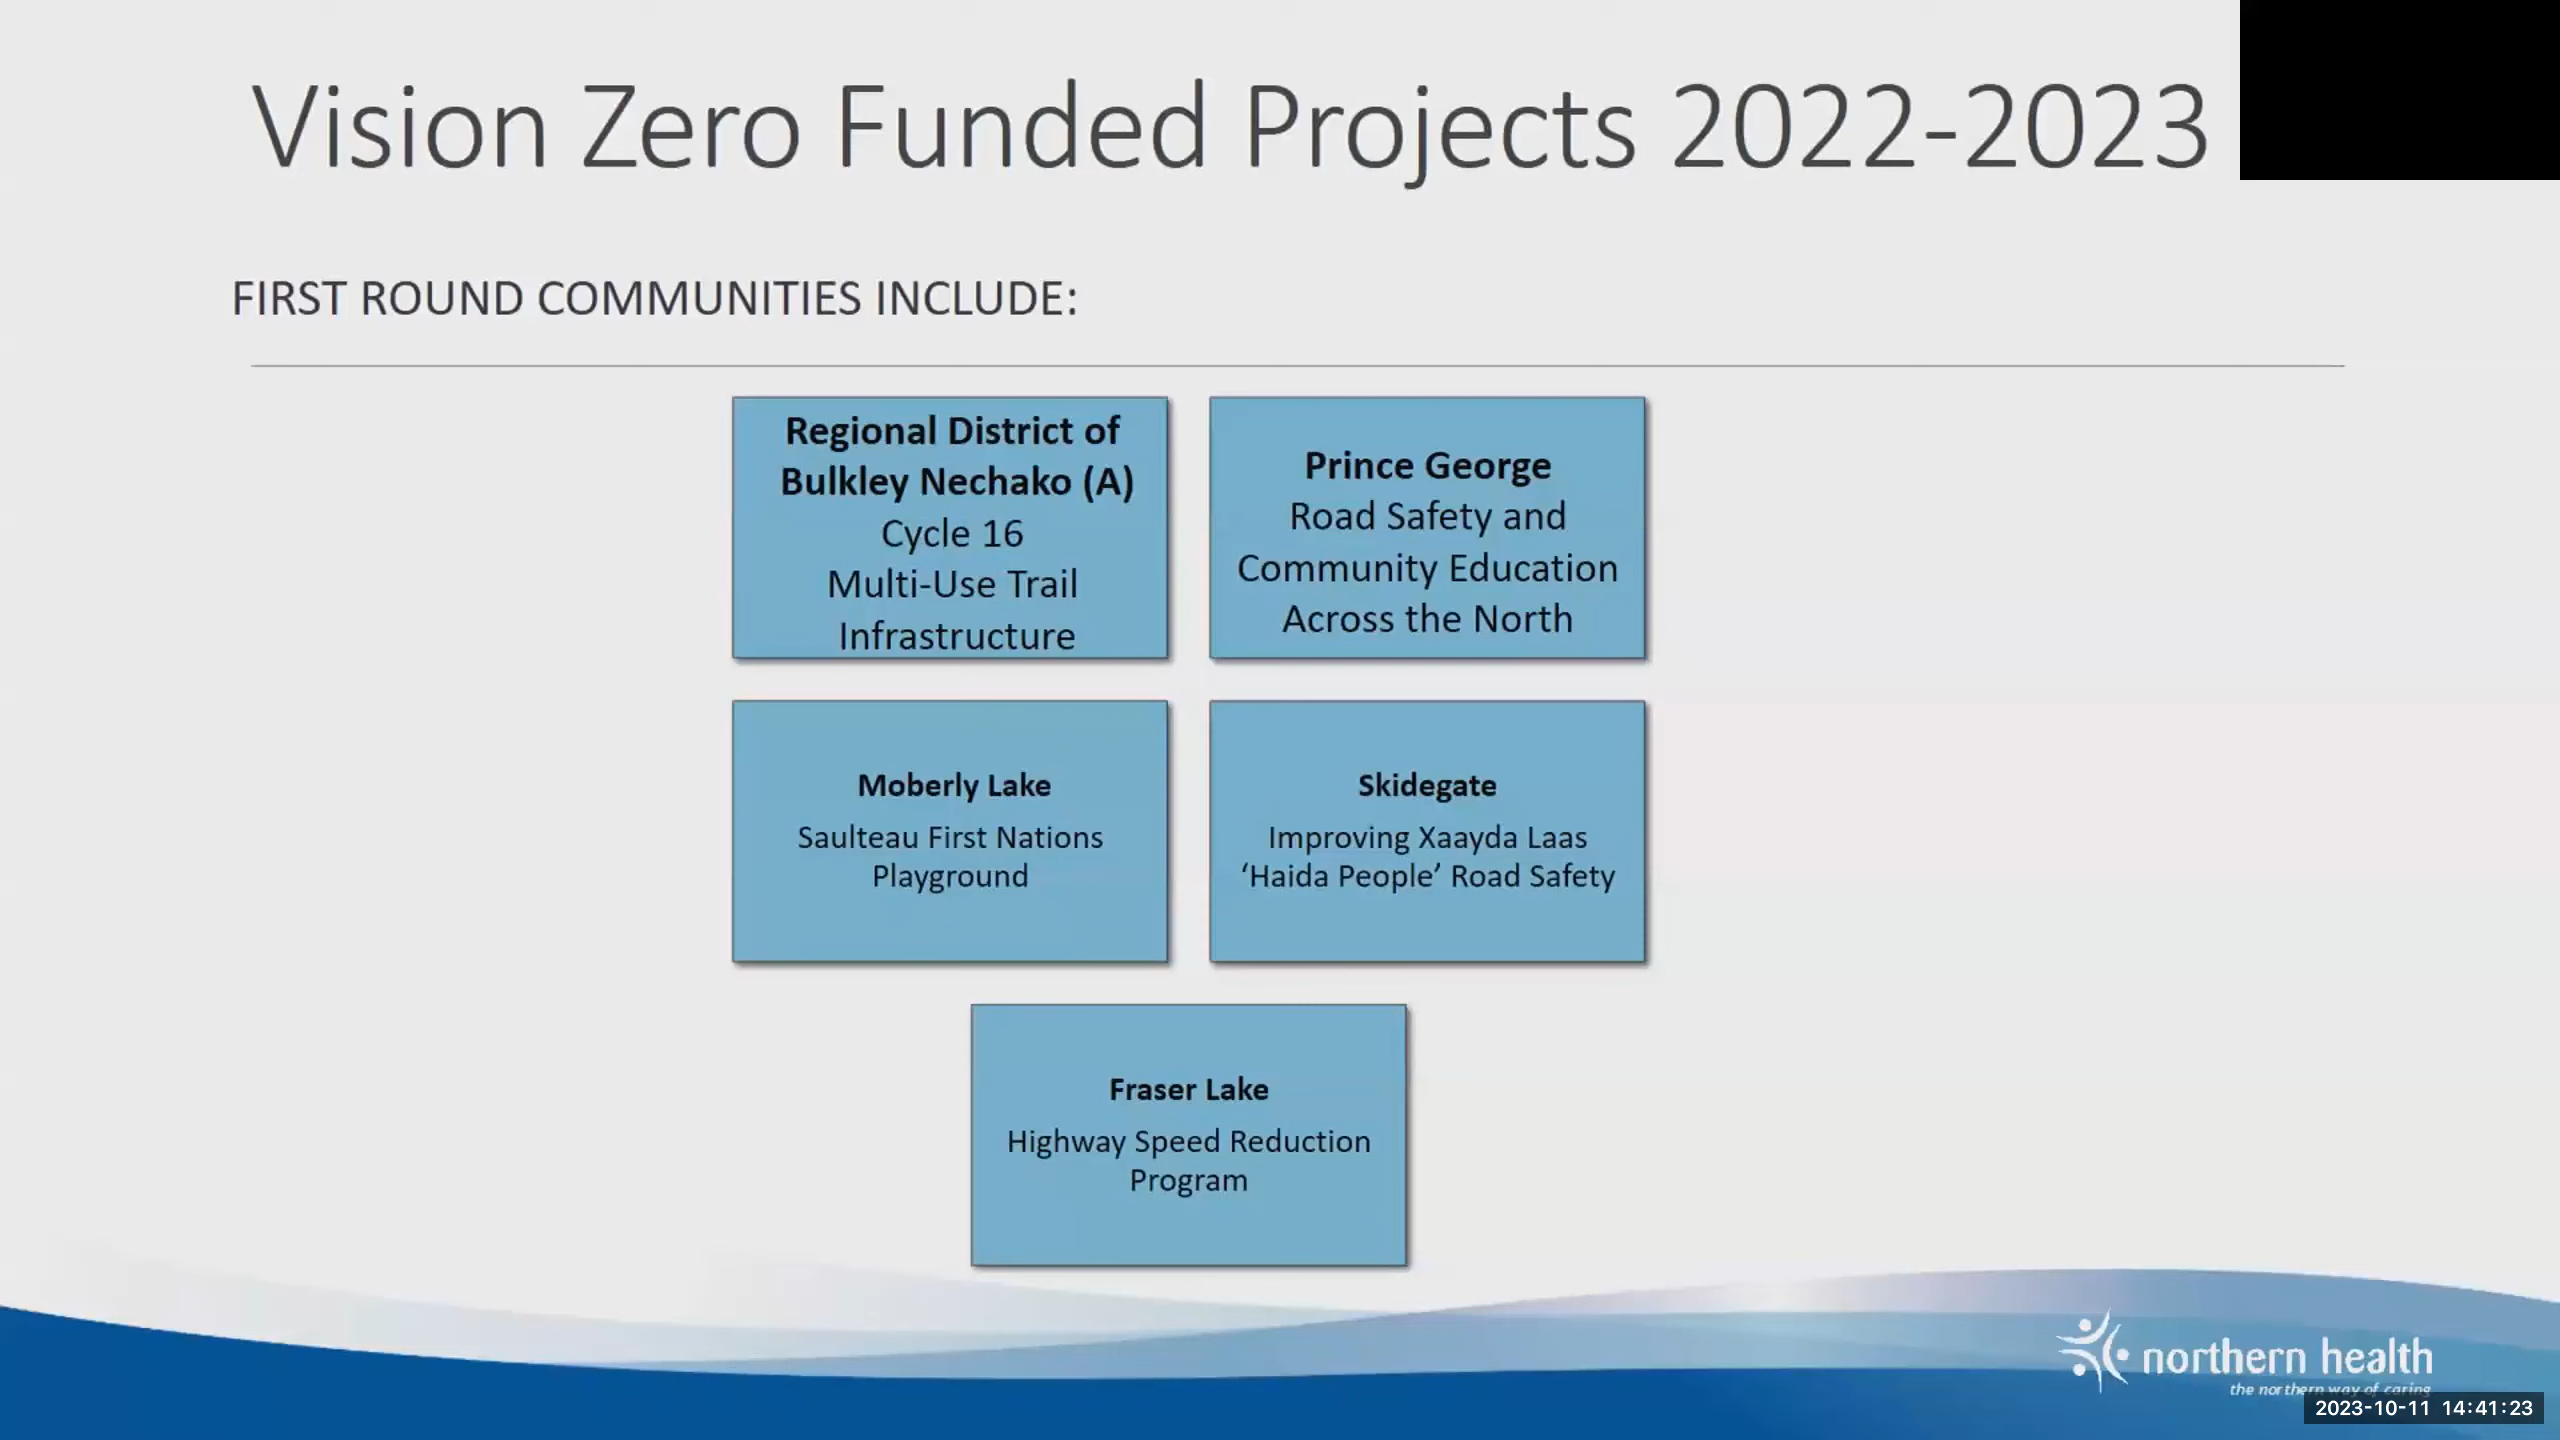 Vision Zero Funded Projects 2022-2023
FIRST ROUND COMMUNITIES INCLUDE:
Regional District of
Bulkley Nechako (A)
Cycle 16
Multi-Use Trail
Infrastructure
Prince George
Road Safety and
Community Education
Across the North
Moberly Lake
Saulteau First Nations
Playground
Skidegate
Improving Xaayda Laas
‘Haida People’ Road Safety
Fraser Lake
Highway Speed Reduction
Program
northern health
the northern way of caring
2023-10-11 14:41:23